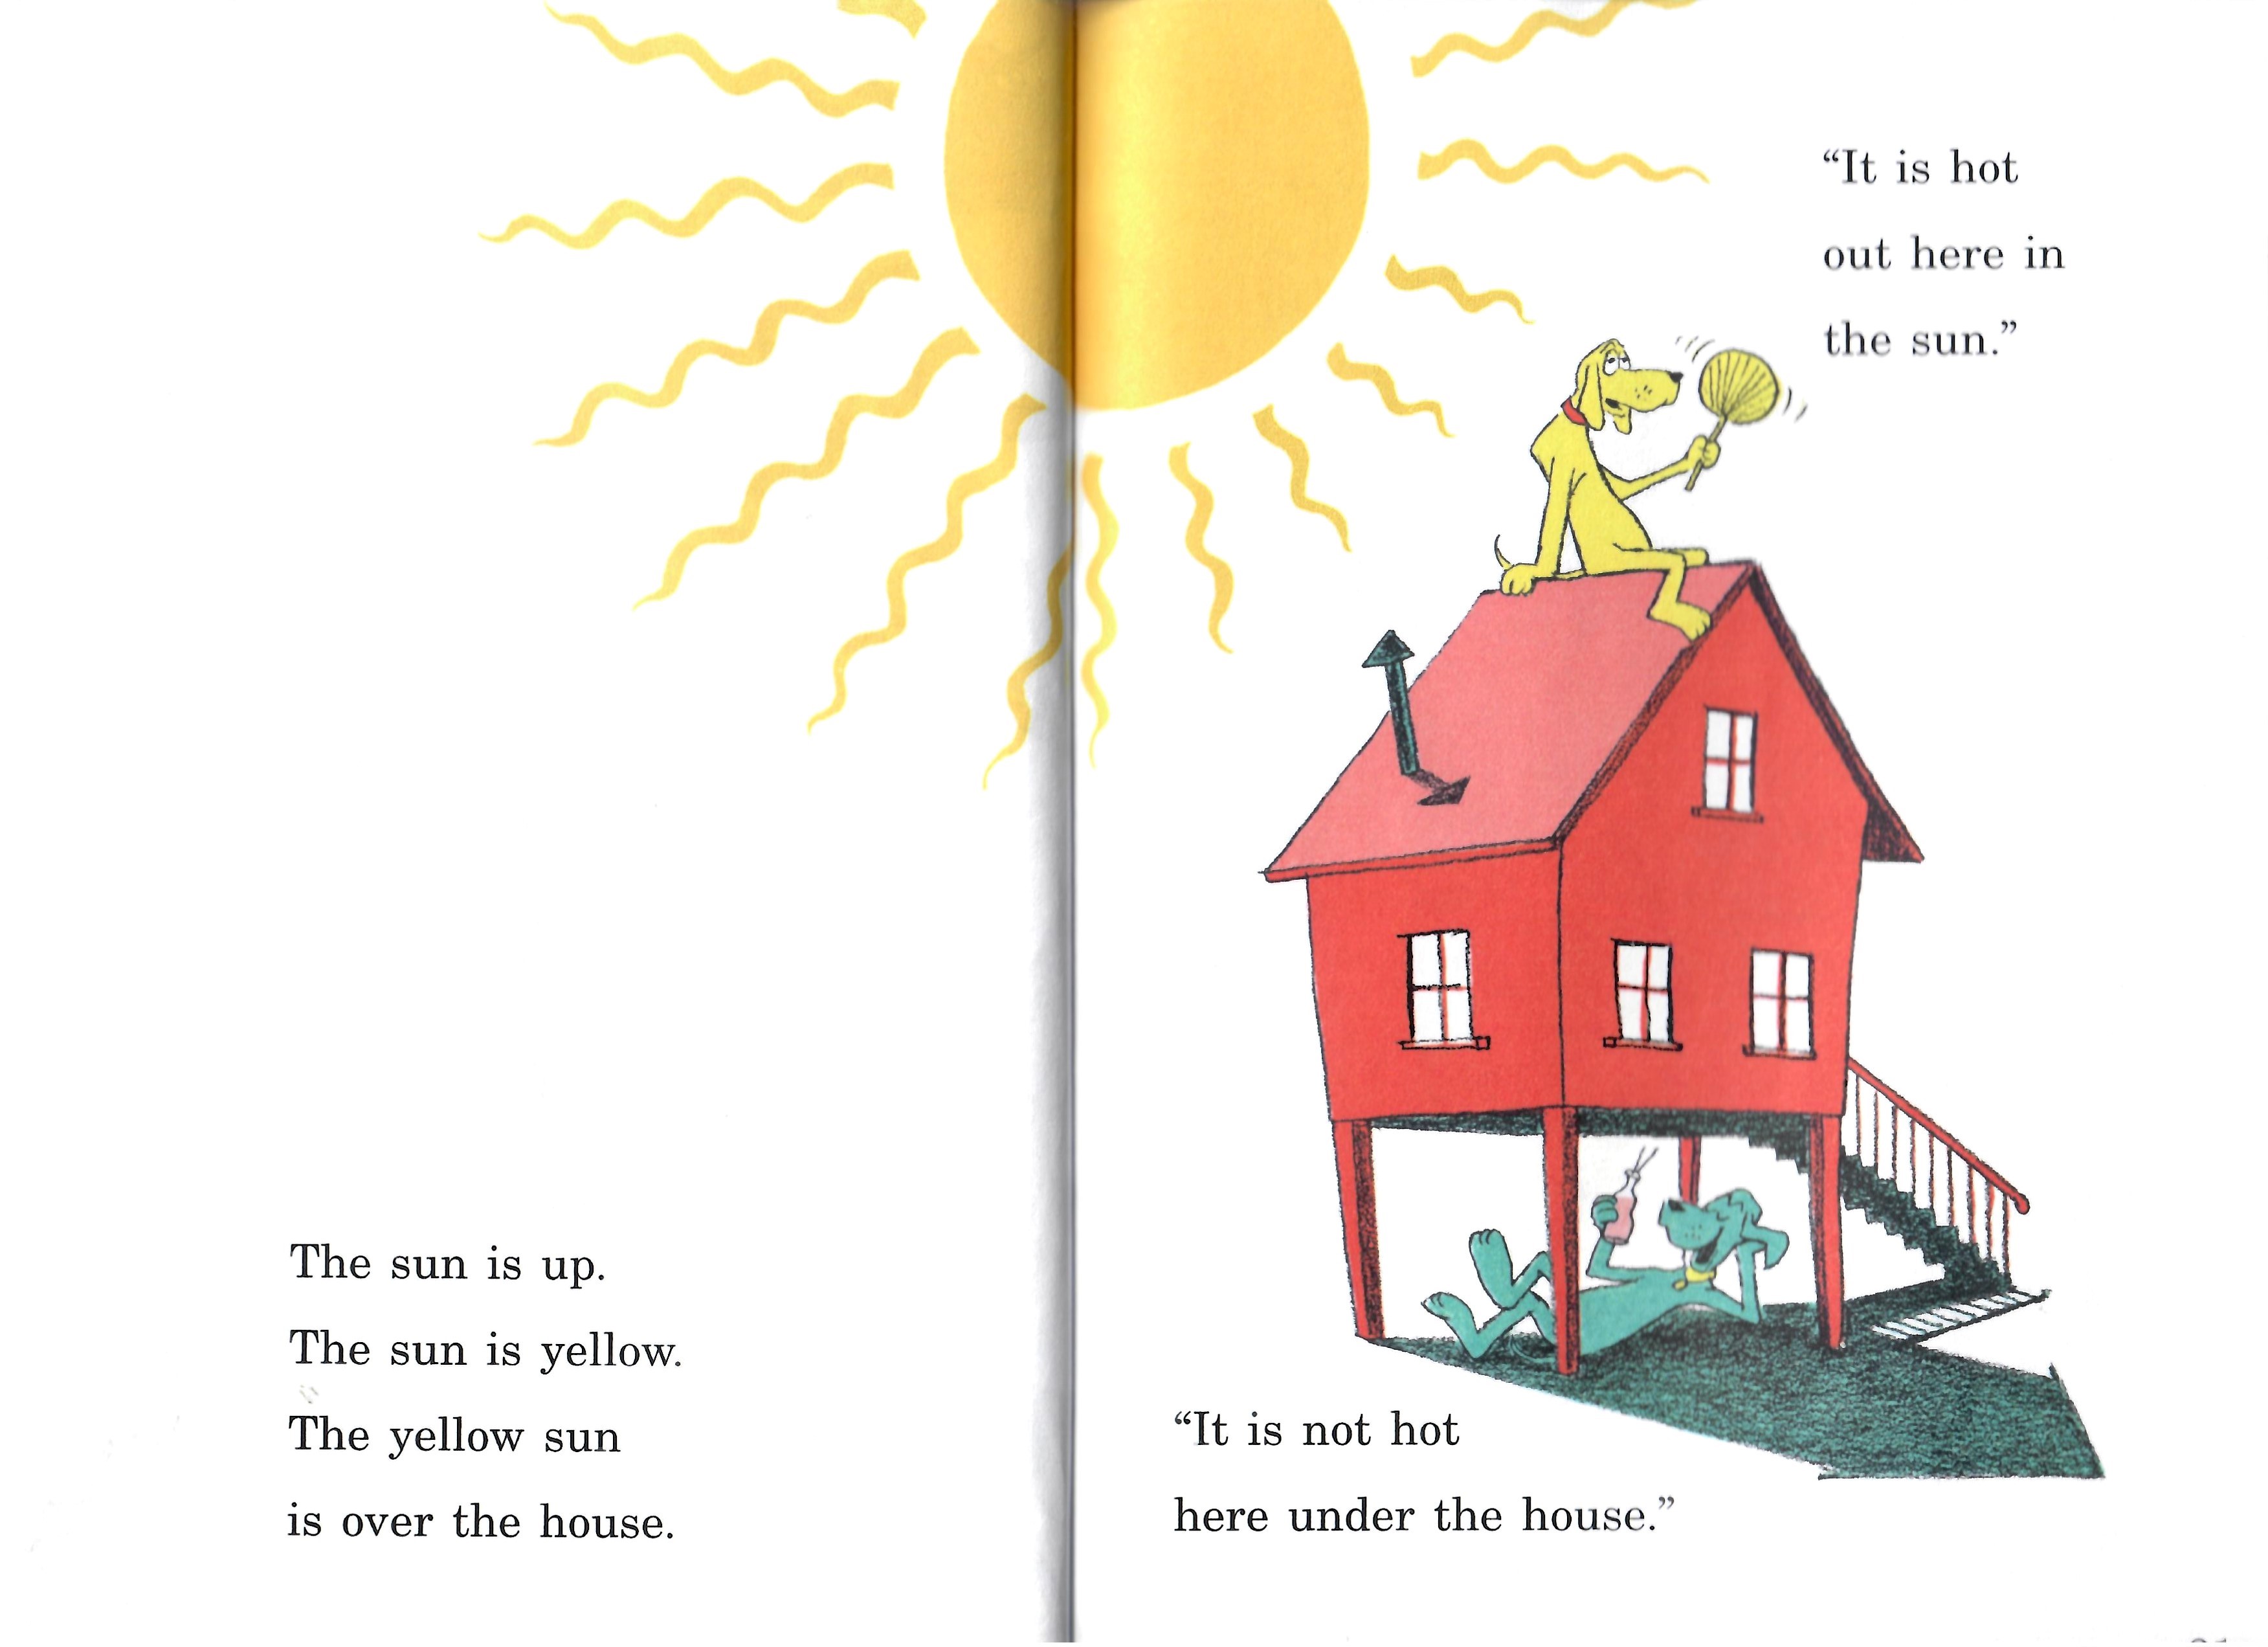 The sun is up.
The sun is yellow.
The yellow sun
is over the house.
“It is hot
out here in
the sun.”
“It is not hot
here under the house.”